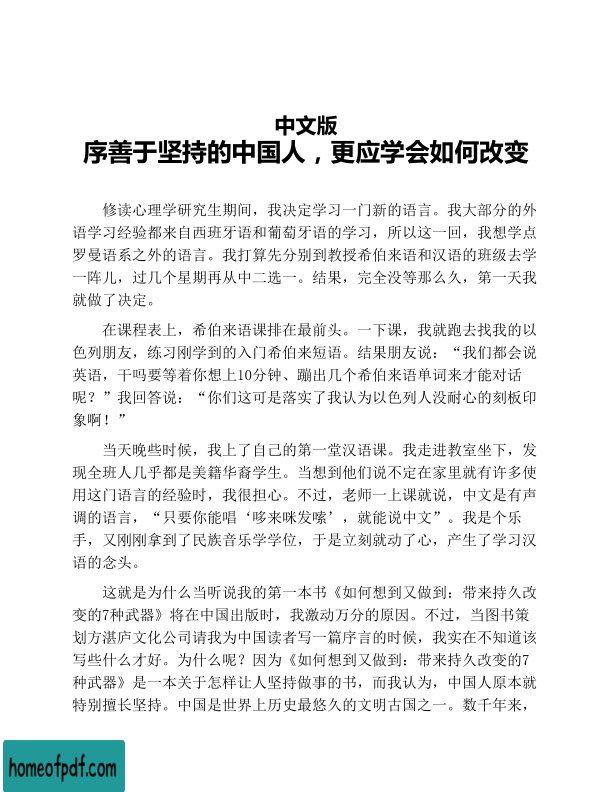 中文版
序善于坚持的中国人，更应学会如何改变
修读心理学研究生期间，我决定学习一门新的语言。我大部分的外
语学习经验都来自西班牙语和葡萄牙语的学习，所以这一回，我想学点
罗曼语系之外的语言。我打算先分别到教授希伯来语和汉语的班级去学
一阵儿，过几个星期再从中二选一。结果，完全没等那么久，第一天我
就做了决定。
在课程表上，希伯来语课排在最前头。一下课，我就跑去找我的以
色列朋友，练习刚学到的入门希伯来短语。结果朋友说：“我们都会说
英语，干吗要等着你想上10分钟、蹦出几个希伯来语单词来才能对话
呢？”我回答说：“你们这可是落实了我认为以色列人没耐心的刻板印
象啊！”
当天晚些时候，我上了自己的第一堂汉语课。我走进教室坐下，发
现全班人几乎都是美籍华裔学生。当想到他们说不定在家里就有许多使
用这门语言的经验时，我很担心。不过，老师一上课就说，中文是有声
调的语言，“只要你能唱‘哆来咪发嗦’，就能说中文”。我是个乐
手，又刚刚拿到了民族音乐学学位，于是立刻就动了心，产生了学习汉
语的念头。
这就是为什么当听说我的第一本书《如何想到又做到：带来持久改
变的7种武器》将在中国出版时，我激动万分的原因。不过，当图书策
划方湛庐文化公司请我为中国读者写一篇序言的时候，我实在不知道该
写些什么才好。为什么呢？因为《如何想到又做到：带来持久改变的7
种武器》是一本关于怎样让人坚持做事的书，而我认为，中国人原本就
特别擅长坚持。中国是世界上历史最悠久的文明古国之一。数千年来，
homeofpdf.com